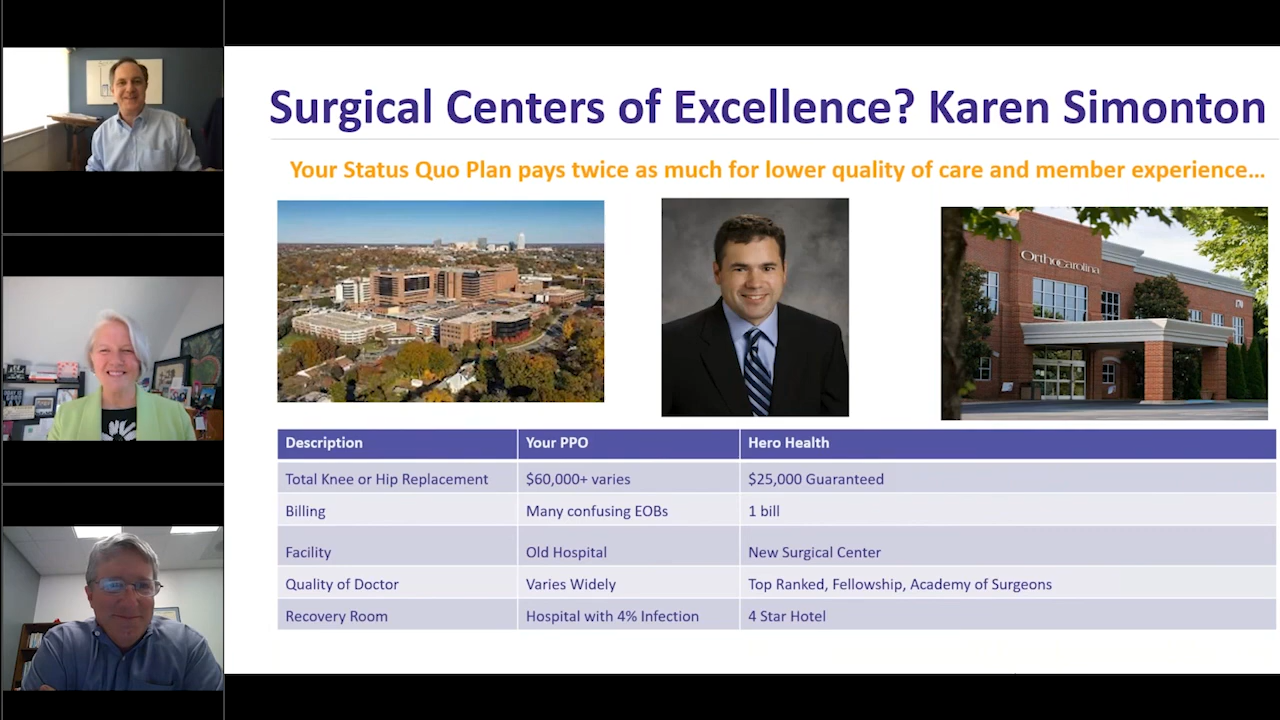 Surgical Centers of Excellence? Karen Simonton
Your Status Quo Plan pays twice as much for lower quality of care and member experience...
OrthoCarolina
Description Your PPO Hero Health
Total Knee or Hip Replacement $60,000+ varies $25,000 Guaranteed
Billing Many confusing EOBs 1 bill
Facility Old Hospital New Surgical Center
Quality of Doctor Varies Widely Top Ranked, Fellowship, Academy of Surgeons
Recovery Room Hospital with 4% Infection 4 Star Hotel